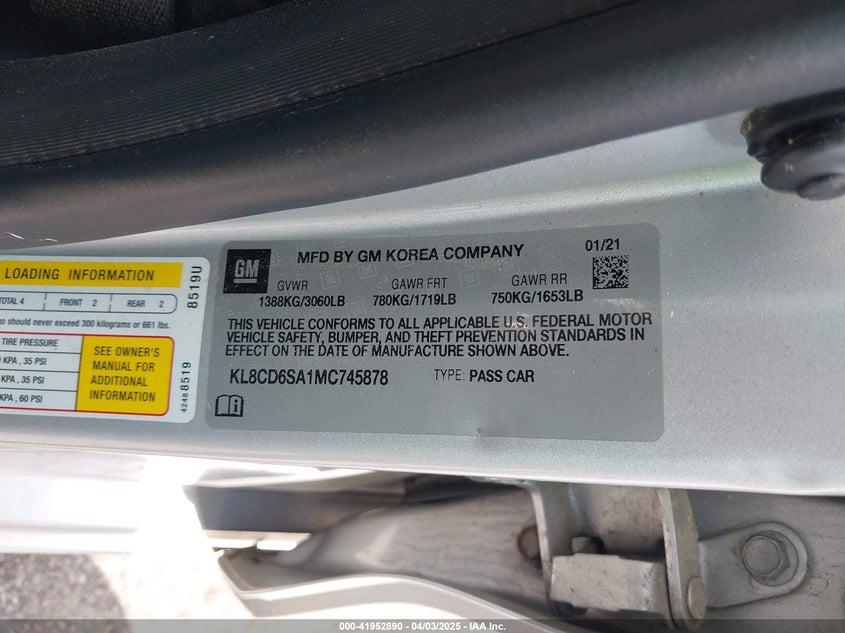 LOADING INFORMATION
TOTAL 4 FRONT 2 REAR 2
should never exceed 300 kilograms or 661 lbs.
TIRE PRESSURE
KPA , 35 PSI
KPA , 35 PSI
KPA , 60 PSI
SEE OWNER'S
MANUAL FOR
ADDITIONAL
INFORMATION
8519U
42488519
GM
MFD BY GM KOREA COMPANY 01/21
GVWR GAWR FRT GAWR RR
1388KG/3060LB 780KG/1719LB 750KG/1653LB
THIS VEHICLE CONFORMS TO ALL APPLICABLE U.S. FEDERAL MOTOR
VEHICLE SAFETY, BUMPER, AND THEFT PREVENTION STANDARDS IN
EFFECT ON THE DATE OF MANUFACTURE SHOWN ABOVE.
KL8CD6SA1MC745878 TYPE: PASS CAR
000-41952890 - 04/03/2025 - IAA Inc.